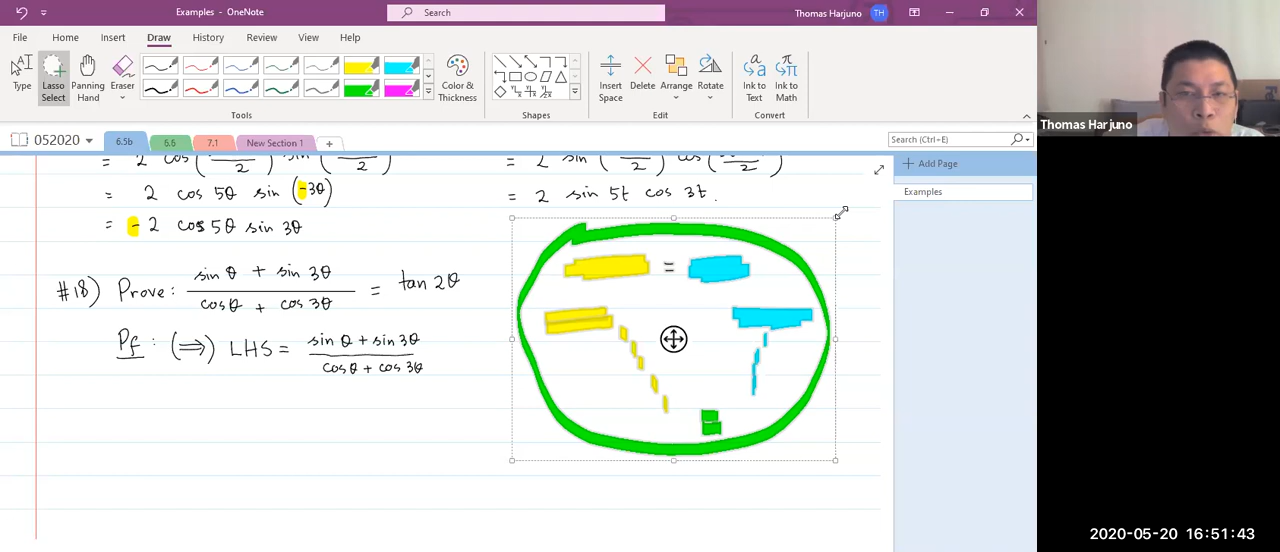 Examples - OneNote
Search
Thomas Harjuno TH
File Home Insert Draw History Review View Help
Type
Lasso Select
Panning Hand
Eraser
Color & Thickness
Insert Space
Delete
Arrange
Rotate
Ink to Text
Ink to Math
Tools
Shapes
Edit
Convert
052020 6.5b 6.6 7.1 New Section 1 +
Search (Ctrl+E)
Thomas Harjuno
+ Add Page
Examples
= 2 cos 5θ sin (-3θ)
= - 2 cos 5θ sin 3θ
= 2 sin 5t cos 3t.
#18) Prove: sin θ + sin 3θ / cos θ + cos 3θ = tan 2θ
Pf: (⟹) LHS = sin θ + sin 3θ / cos θ + cos 3θ
=
2020-05-20 16:51:43